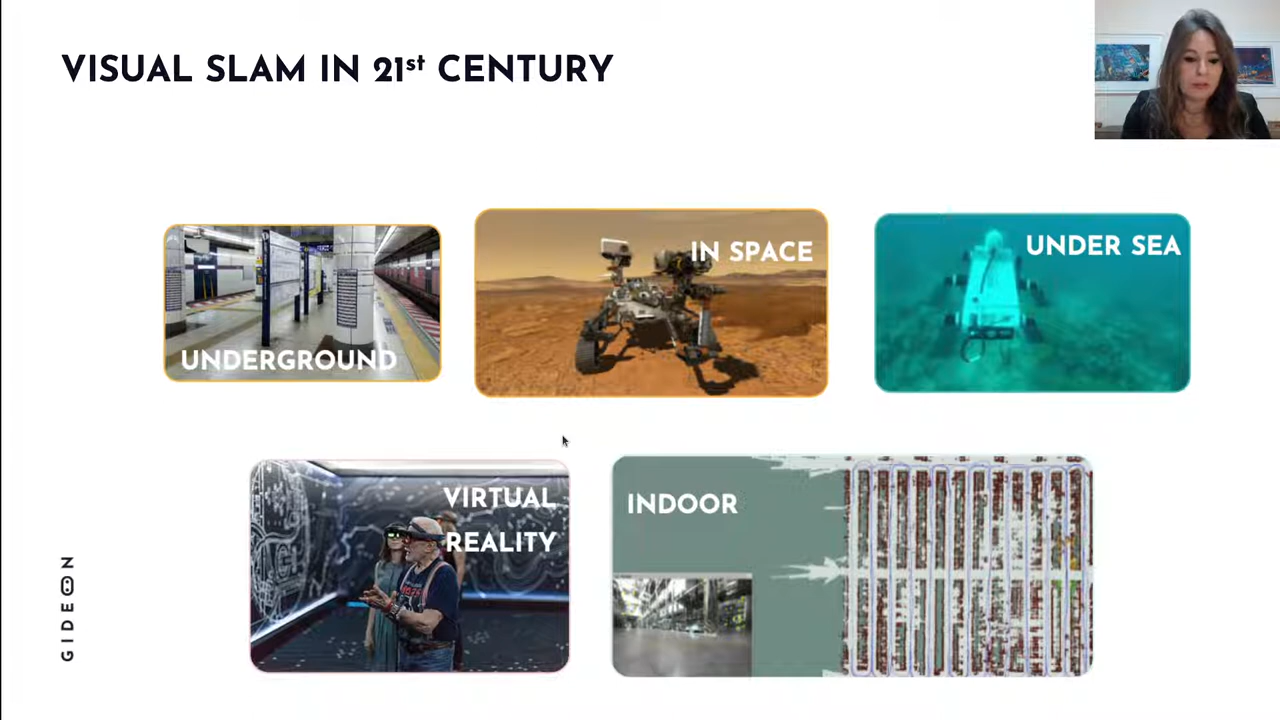 VISUAL SLAM IN 21st CENTURY
UNDERGROUND
IN SPACE
UNDER SEA
VIRTUAL
REALITY
INDOOR
GIDEON